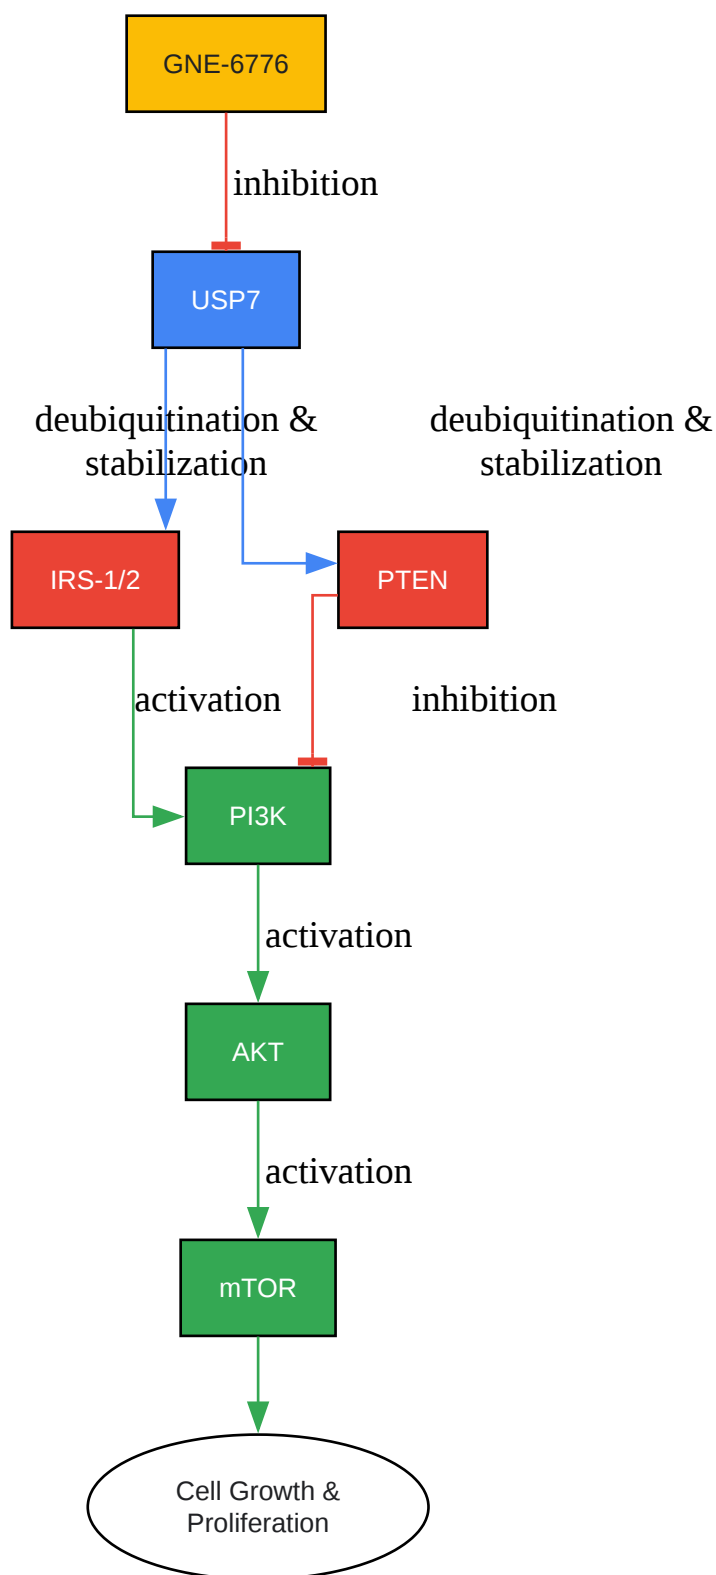 GNE-6776
inhibition
USP7
deubiquitination &
stabilization
deubiquitination &
stabilization
IRS-1/2
PTEN
activation
inhibition
PI3K
activation
AKT
activation
mTOR
Cell Growth &
Proliferation